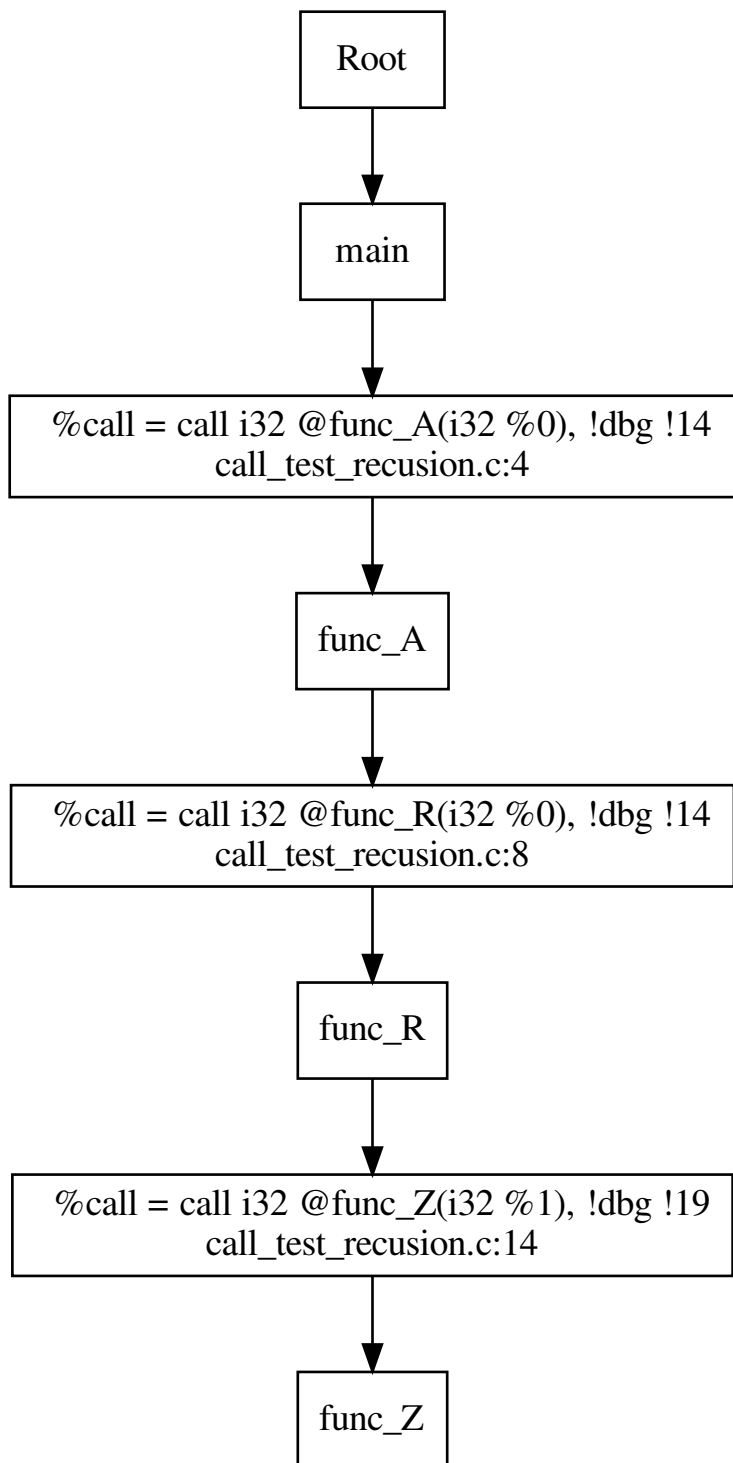 Root
main
%call = call i32 @func_A(i32 %0), !dbg !14
call_test_recusion.c:4
func_A
%call = call i32 @func_R(i32 %0), !dbg !14
call_test_recusion.c:8
func_R
%call = call i32 @func_Z(i32 %1), !dbg !19
call_test_recusion.c:14
func_Z